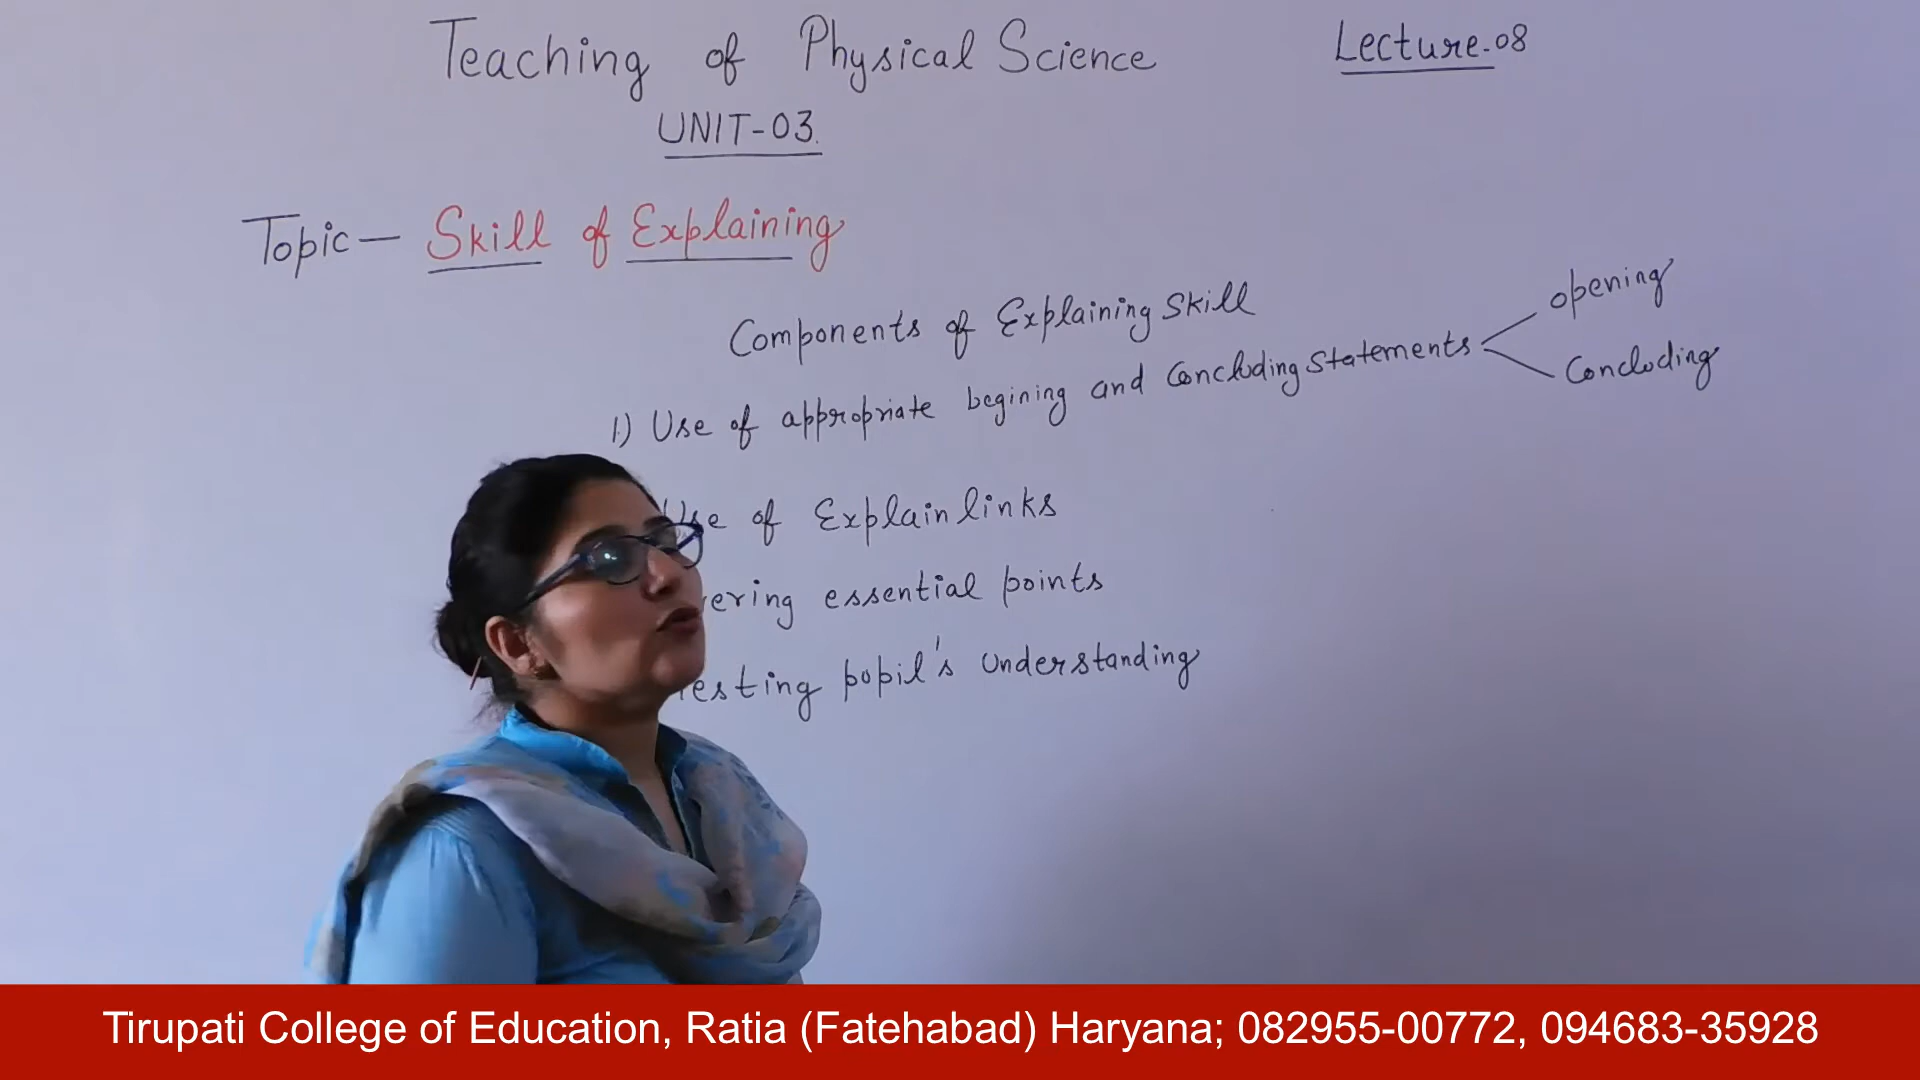 Teaching of Physical Science
Lecture-08
UNIT-03.
Topic— Skill of Explaining
Components of Explaining Skill
1.) Use of appropriate begining and Concluding Statements
opening
Concluding
Use of Explain links
essential points
pupil's Understanding
Tirupati College of Education, Ratia (Fatehabad) Haryana; 082955-00772, 094683-35928